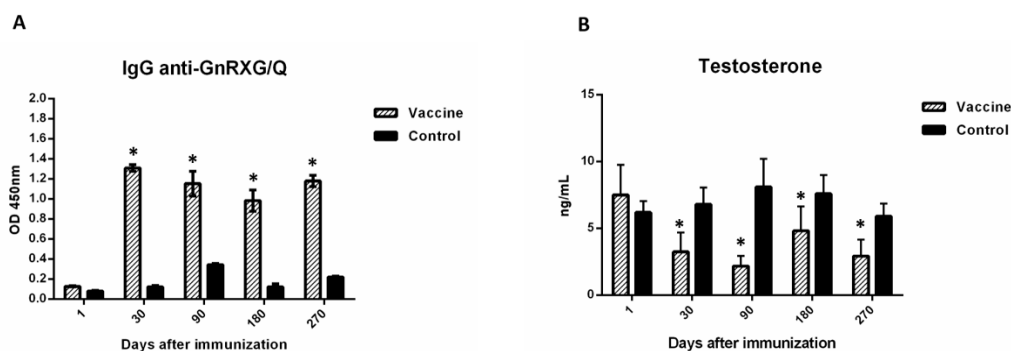 A
IgG anti-GnRXG/Q
2.0
1.8
1.6
1.4
1.2
1.0
0.8
0.6
0.4
0.2
0.0
OD 450nm
* * * *
1 30 90 180 270
Days after immunization
Vaccine
Control
B
Testosterone
15
10
5
0
ng/mL
* * * *
1 30 90 180 270
Days after immunization
Vaccine
Control